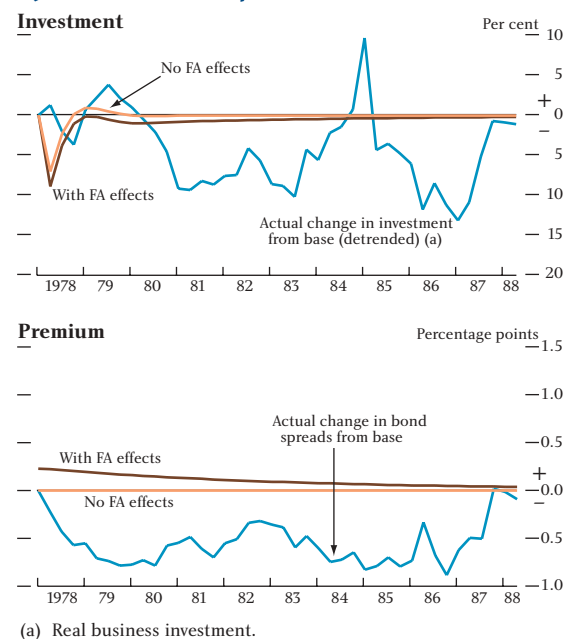 Investment
Per cent
10
No FA effects
5
+
0
–
5
With FA effects
10
Actual change in investment
from base (detrended) (a)
15
20
1978 79 80 81 82 83 84 85 86 87 88
Premium
Percentage points
1.5
1.0
Actual change in bond
spreads from base
0.5
With FA effects
+
0.0
No FA effects
–
0.5
1.0
1978 79 80 81 82 83 84 85 86 87 88
(a) Real business investment.